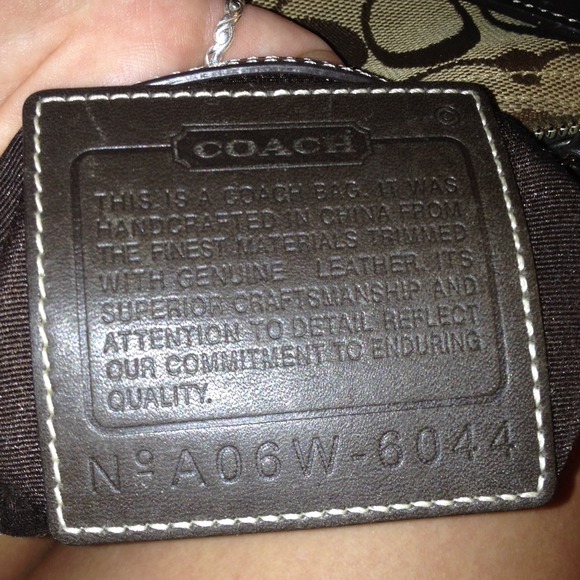 ©
COACH
THIS IS A COACH BAG. IT WAS
HANDCRAFTED IN CHINA FROM
THE FINEST MATERIALS TRIMMED
WITH GENUINE LEATHER. ITS
SUPERIOR CRAFTSMANSHIP AND
ATTENTION TO DETAIL REFLECT
OUR COMMITMENT TO ENDURING
QUALITY.
Nº A06W-6044